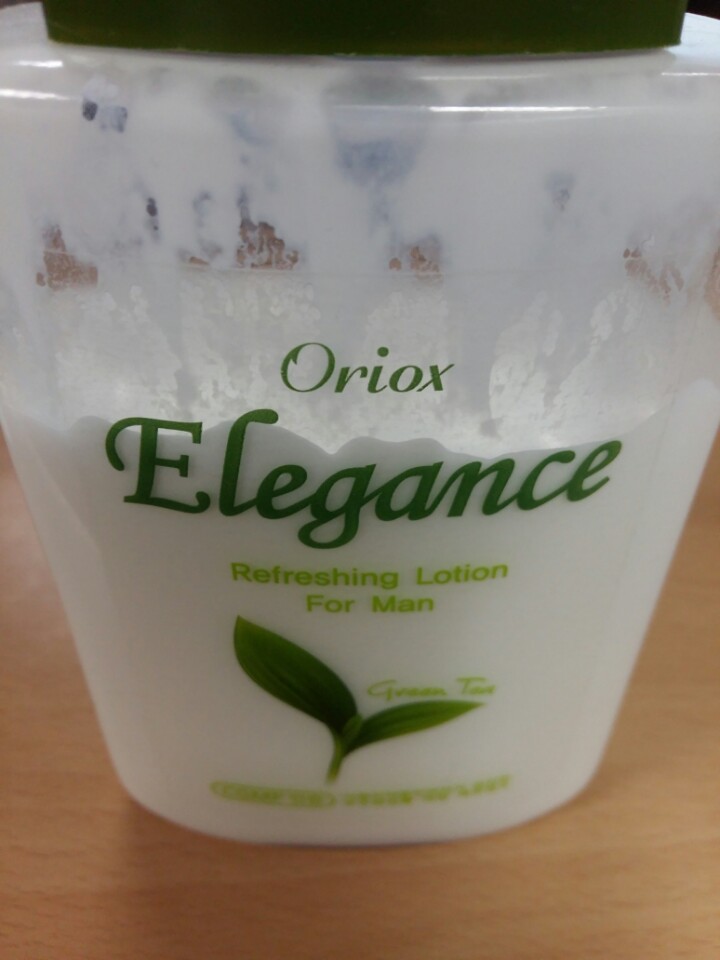 Oriox
Elegance
Refreshing Lotion
For Man
Green Tea